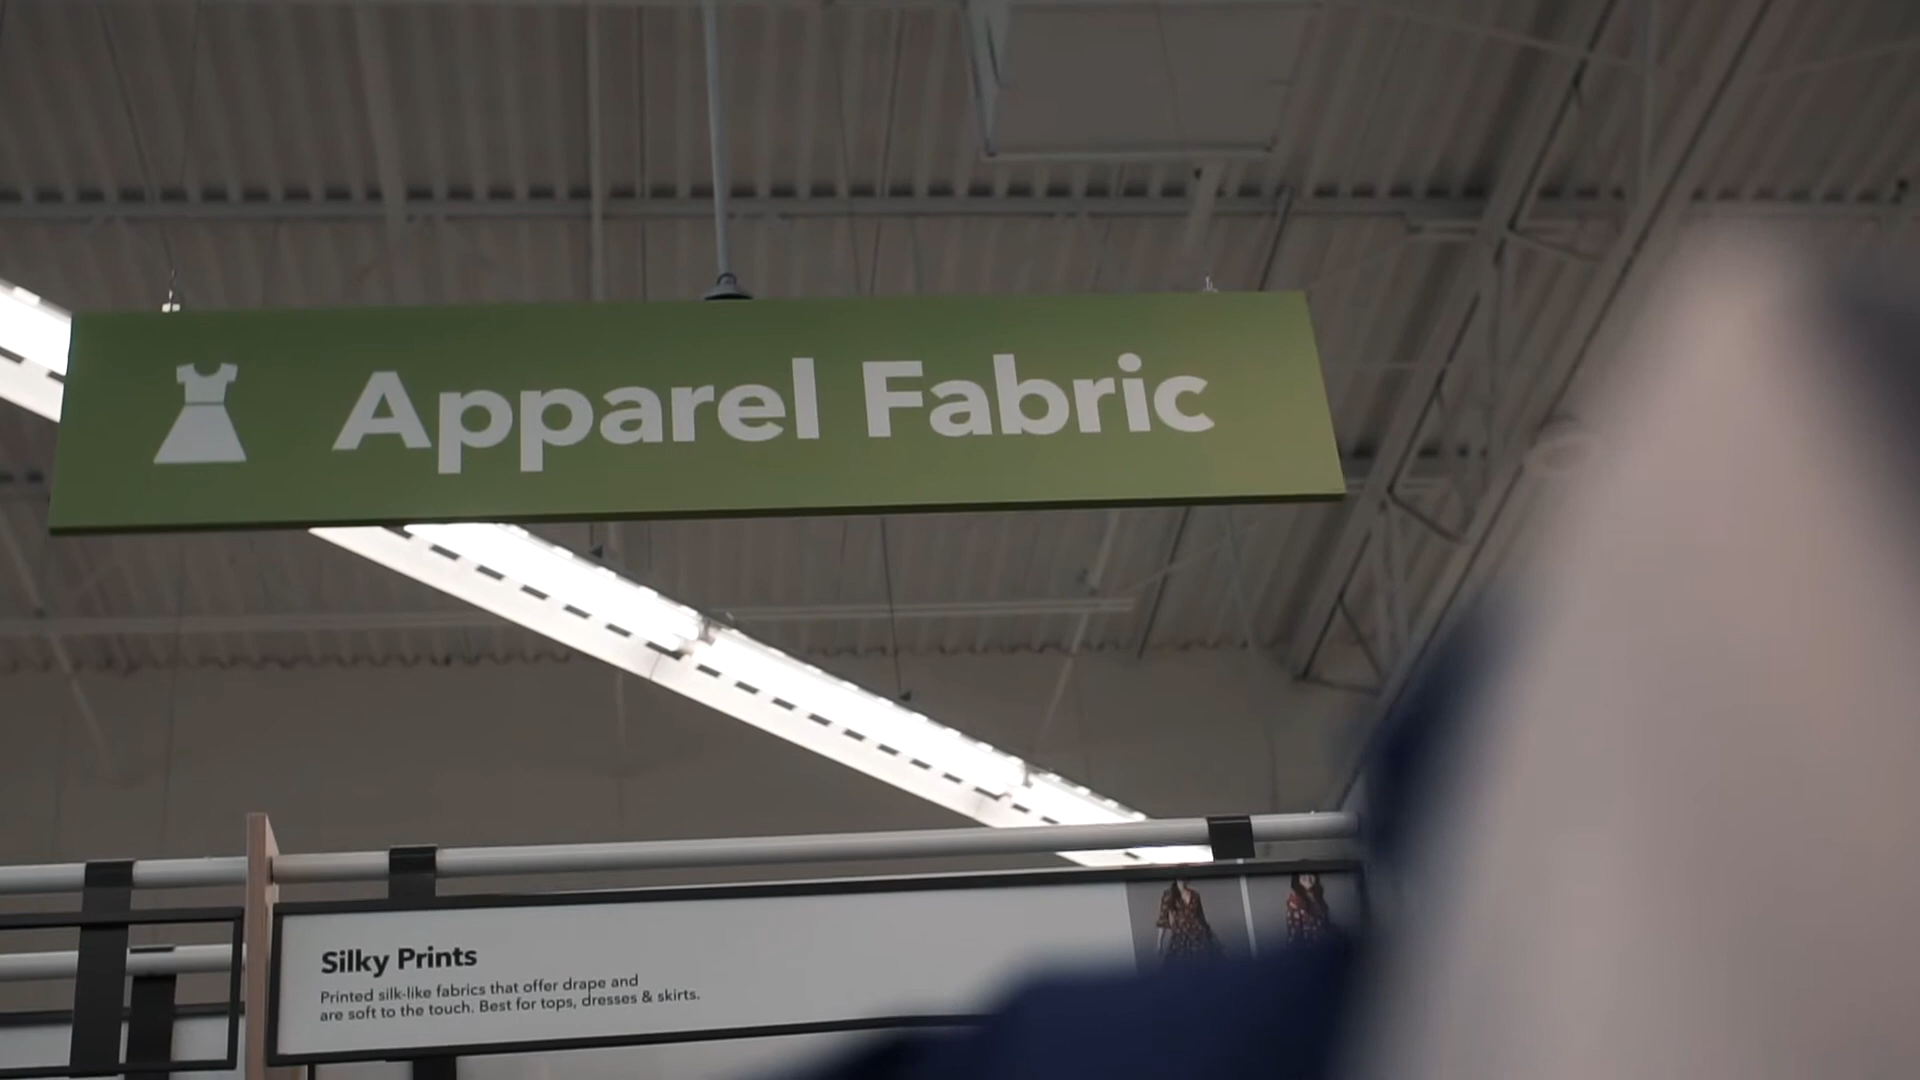 Apparel Fabric
Silky Prints
Printed silk-like fabrics that offer drape and
are soft to the touch. Best for tops, dresses & skirts.